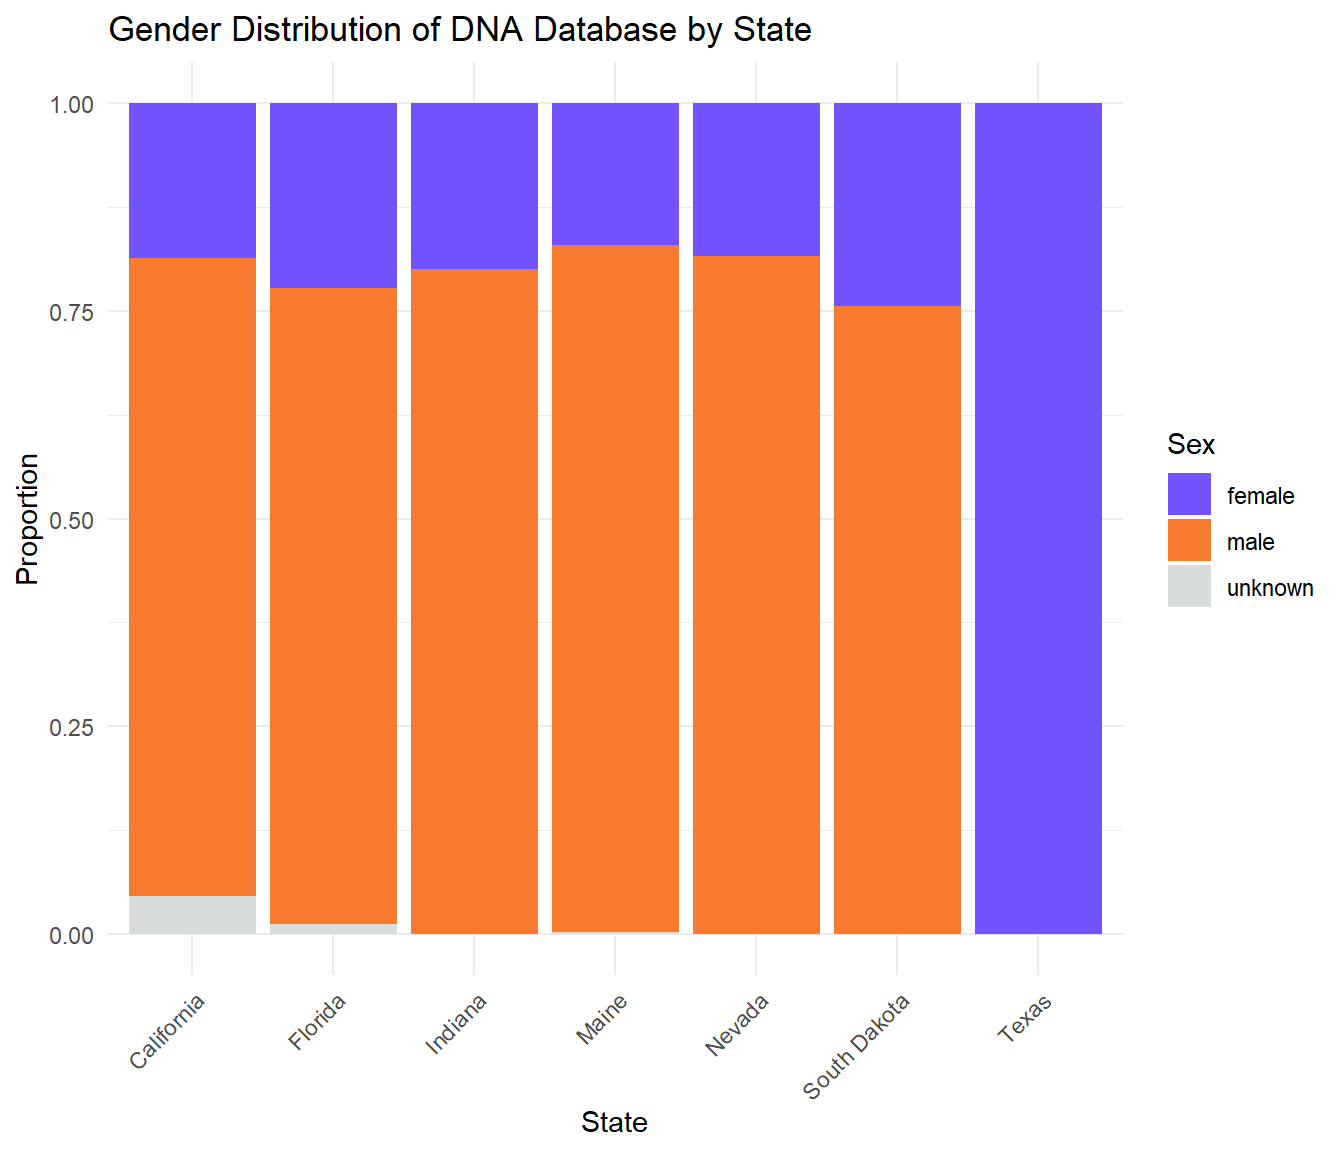 Gender Distribution of DNA Database by State
1.00
0.75
0.50
0.25
0.00
Proportion
California
Florida
Indiana
Maine
Nevada
South Dakota
Texas
State
Sex
female
male
unknown